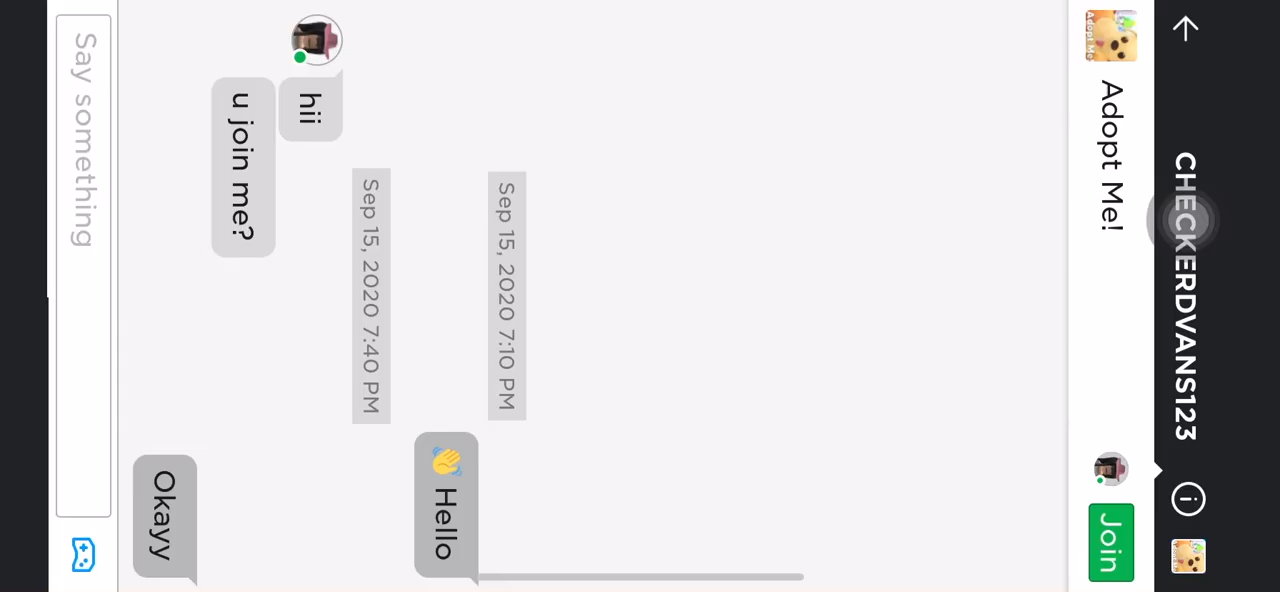 CHECKERDVANS123
Adopt Me!
Join
Sep 15, 2020 7:10 PM
👋 Hello
Sep 15, 2020 7:40 PM
hii
u join me?
Okayy
Say something